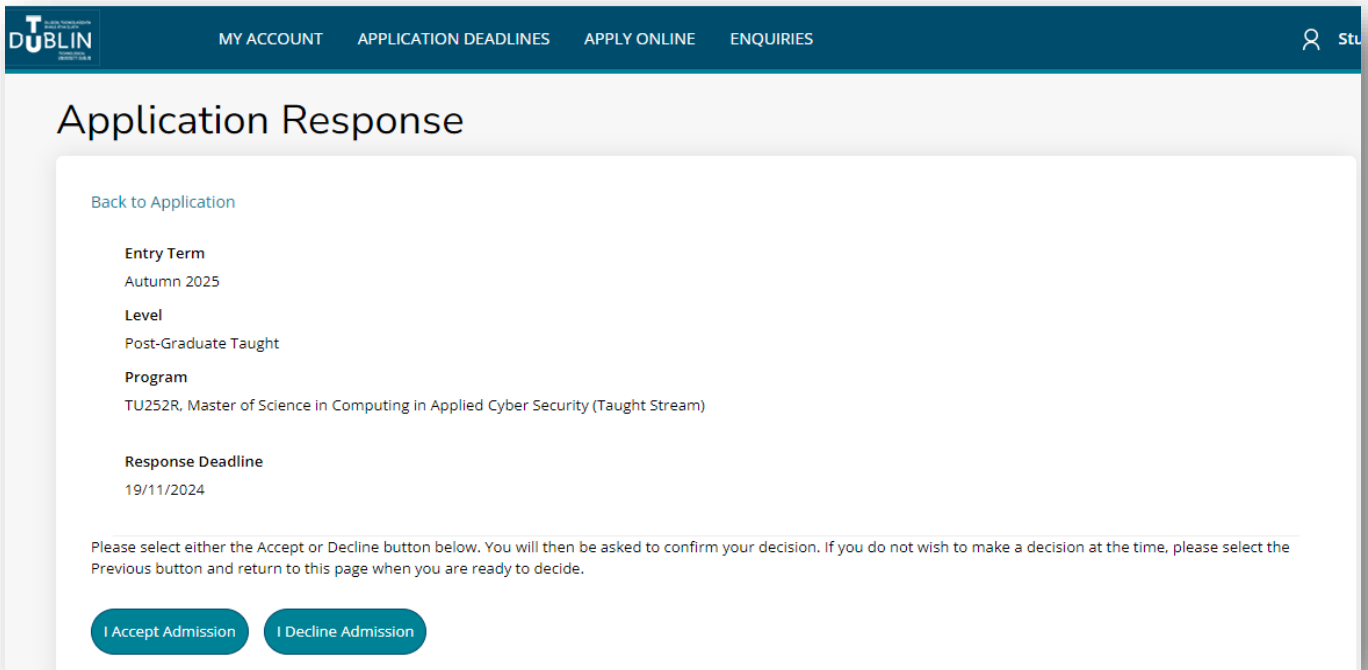 DUBLIN
MY ACCOUNT APPLICATION DEADLINES APPLY ONLINE ENQUIRIES Stu
Application Response
Back to Application
Entry Term
Autumn 2025
Level
Post-Graduate Taught
Program
TU252R, Master of Science in Computing in Applied Cyber Security (Taught Stream)
Response Deadline
19/11/2024
Please select either the Accept or Decline button below. You will then be asked to confirm your decision. If you do not wish to make a decision at the time, please select the
Previous button and return to this page when you are ready to decide.
I Accept Admission I Decline Admission